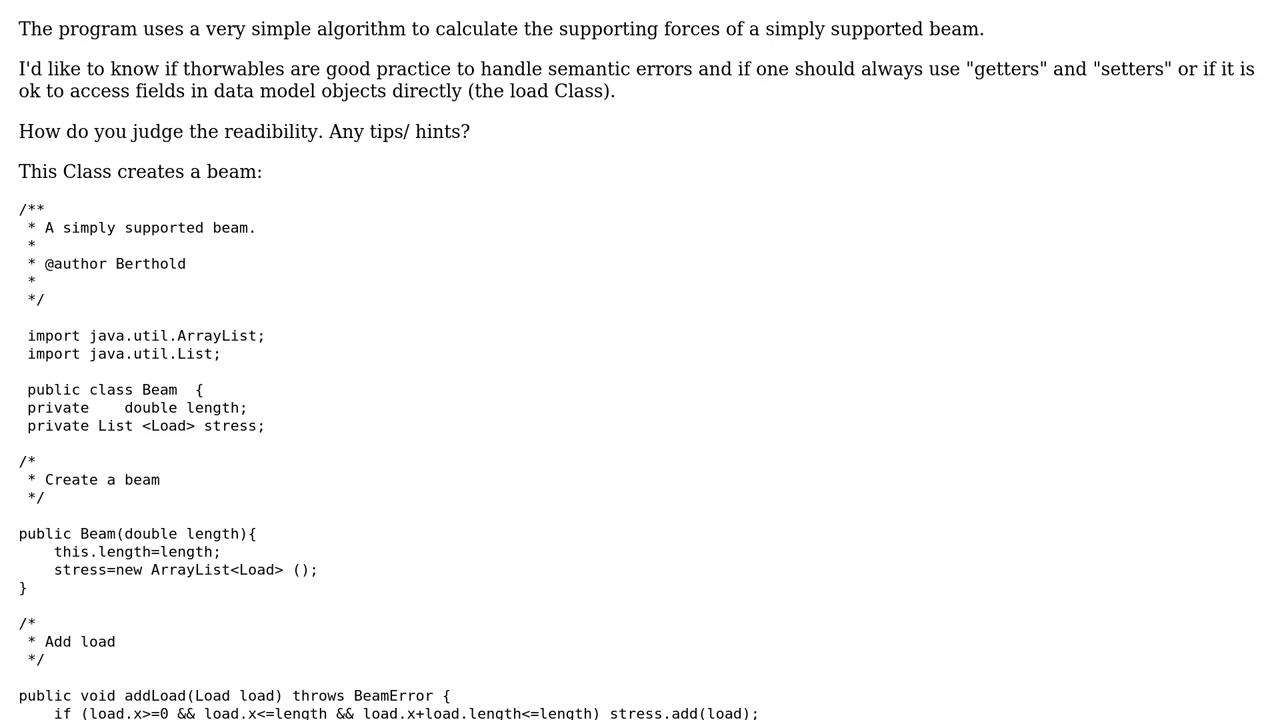 The program uses a very simple algorithm to calculate the supporting forces of a simply supported beam.
I'd like to know if thorwables are good practice to handle semantic errors and if one should always use "getters" and "setters" or if it is
ok to access fields in data model objects directly (the load Class).
How do you judge the readibility. Any tips/ hints?
This Class creates a beam:
/**
 * A simply supported beam.
 *
 * @author Berthold
 *
 */
 import java.util.ArrayList;
 import java.util.List;
 public class Beam  {
 private    double length;
 private List <Load> stress;
/*
 * Create a beam
 */
public Beam(double length){
    this.length=length;
    stress=new ArrayList<Load> ();
}
/*
 * Add load
 */
public void addLoad(Load load) throws BeamError {
    if (load.x>=0 && load.x<=length && load.x+load.length<=length) stress.add(load);